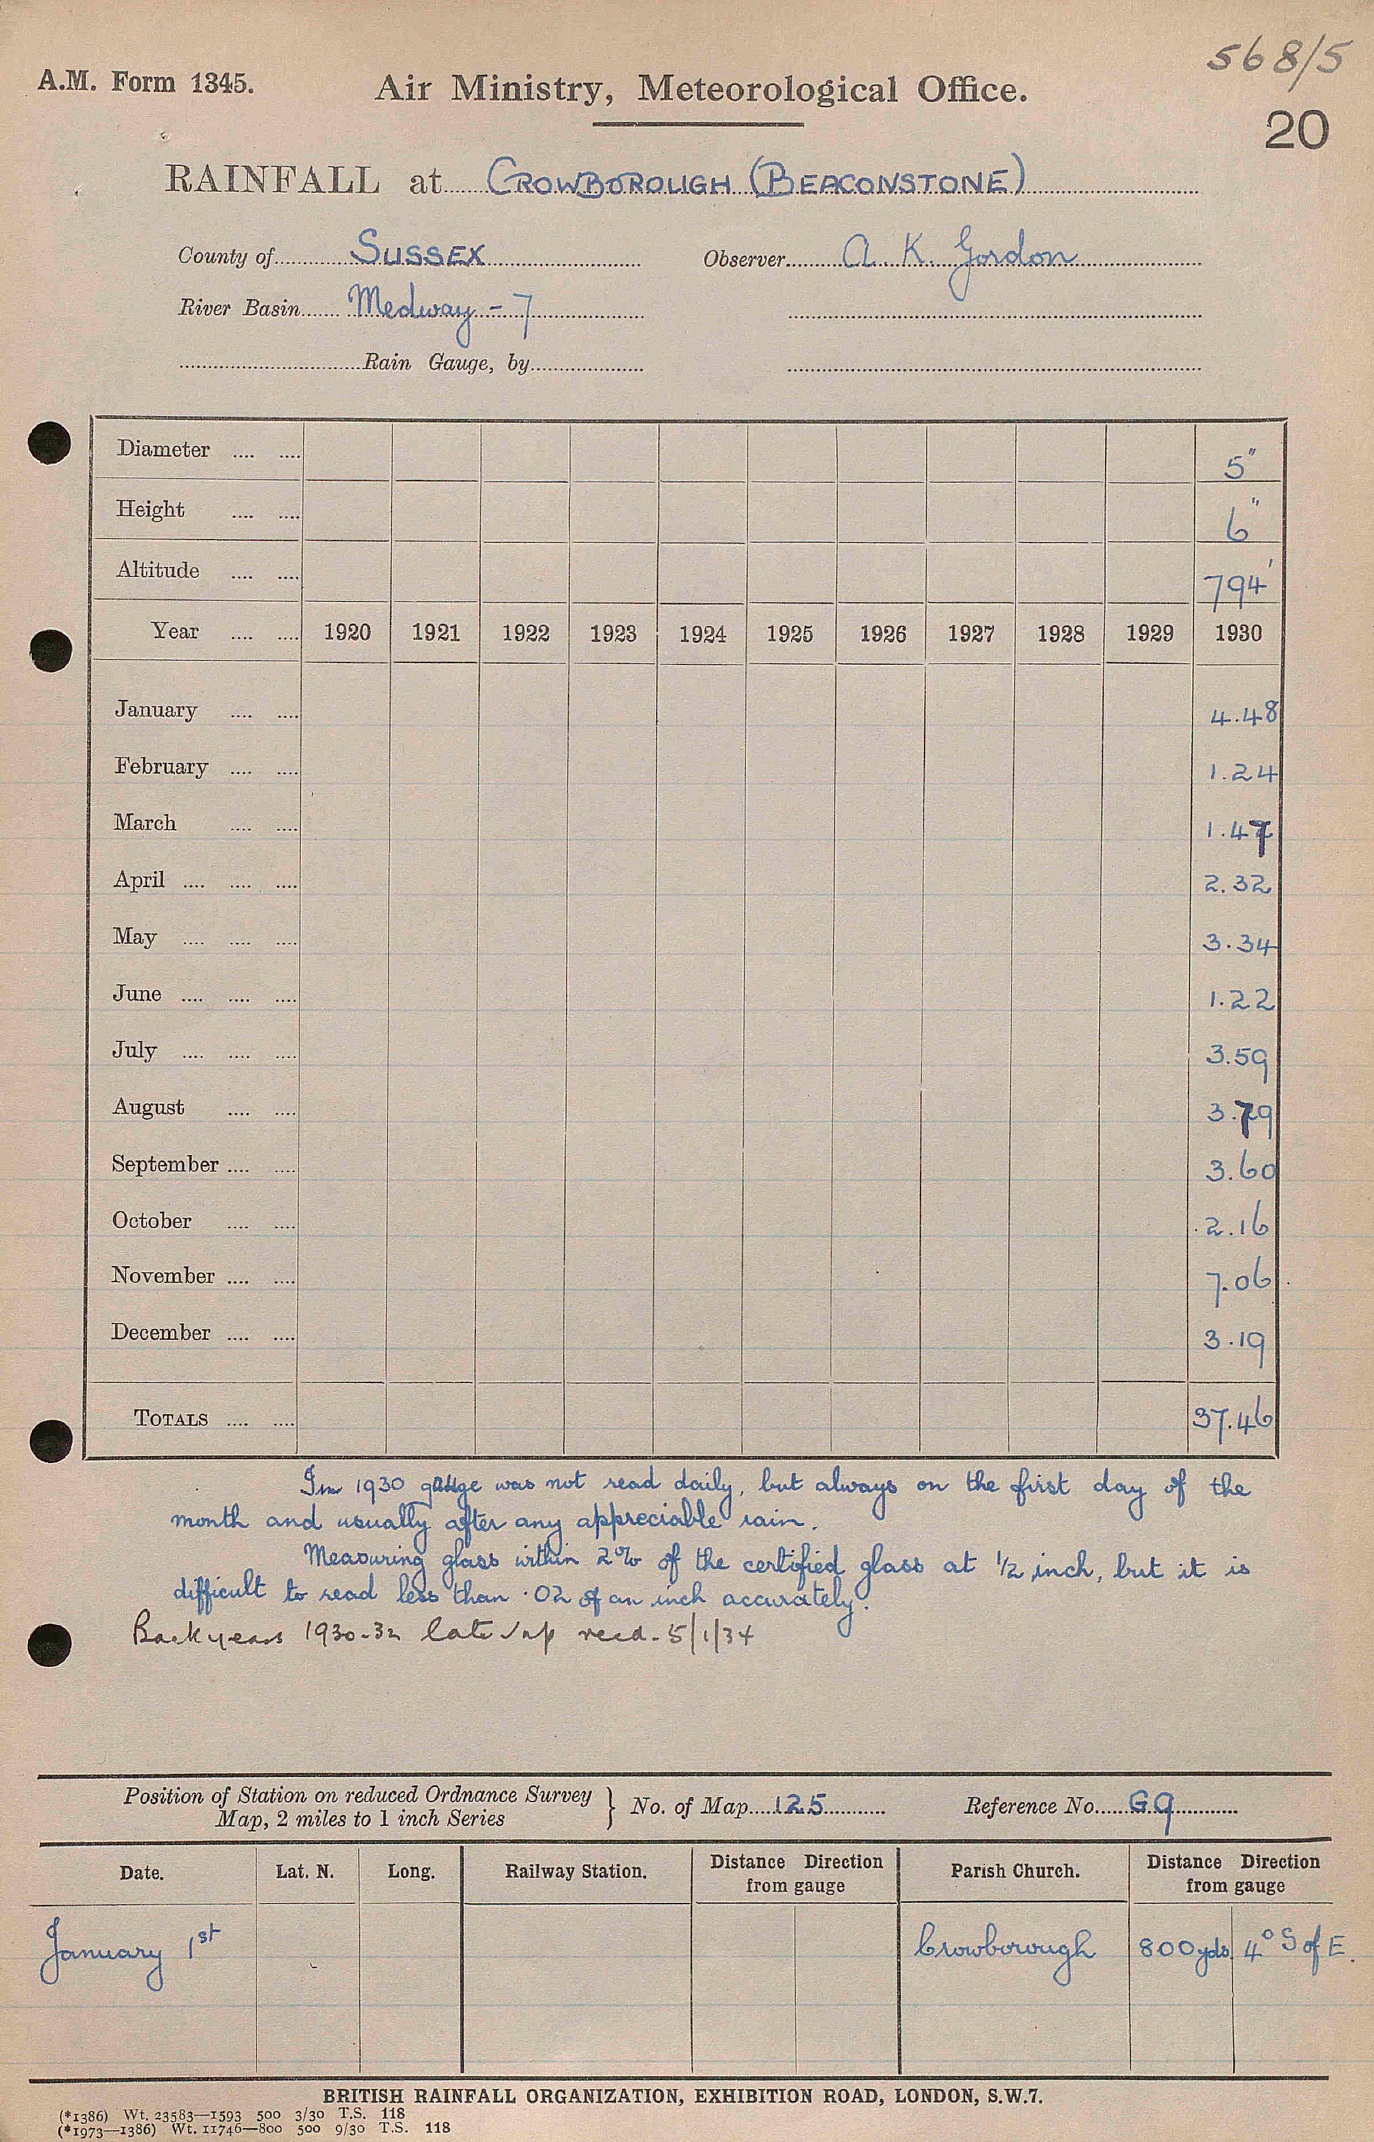 568/5
A.M. Form 1345.
Air Ministry, Meteorological Office.
20
RAINFALL at CROWBOROUGH (BEACONSTONE)
County of SUSSEX Observer A. K. Gordon
River Basin Medway - 7
Rain Gauge, by
Diameter .... .... 5"
Height .... .... 6"
Altitude .... .... 794'
Year .... .... 1920 1921 1922 1923 1924 1925 1926 1927 1928 1929 1930
January .... .... 4.48
February .... .... 1.24
March .... .... 1.47
April .... .... .... 2.32
May .... .... .... 3.34
June .... .... .... 1.22
July .... .... .... 3.59
August .... .... 3.79
September .... .... 3.60
October .... .... 2.16
November .... .... 7.06
December .... .... 3.19
TOTALS .... .... 37.46
In 1930 gauge was not read daily, but always on the first day of the
month and usually after any appreciable rain.
Measuring glass within 2% of the certified glass at 1/2 inch, but it is
difficult to read less than .02 of an inch accurately.
Back years 1930-32 late recd. 5/1/34
Position of Station on reduced Ordnance Survey
Map, 2 miles to 1 inch Series } No. of Map 125 Reference No. G9
Date. Lat. N. Long. Railway Station. Distance Direction from gauge Parish Church. Distance Direction from gauge
January 1st Crowborough 800 yds. 4° S of E.
BRITISH RAINFALL ORGANIZATION, EXHIBITION ROAD, LONDON, S.W.7.
(*1386) Wt. 23583—1593 500 3/30 T.S. 118
(*1973—1386) Wt. 11746—800 500 9/30 T.S. 118